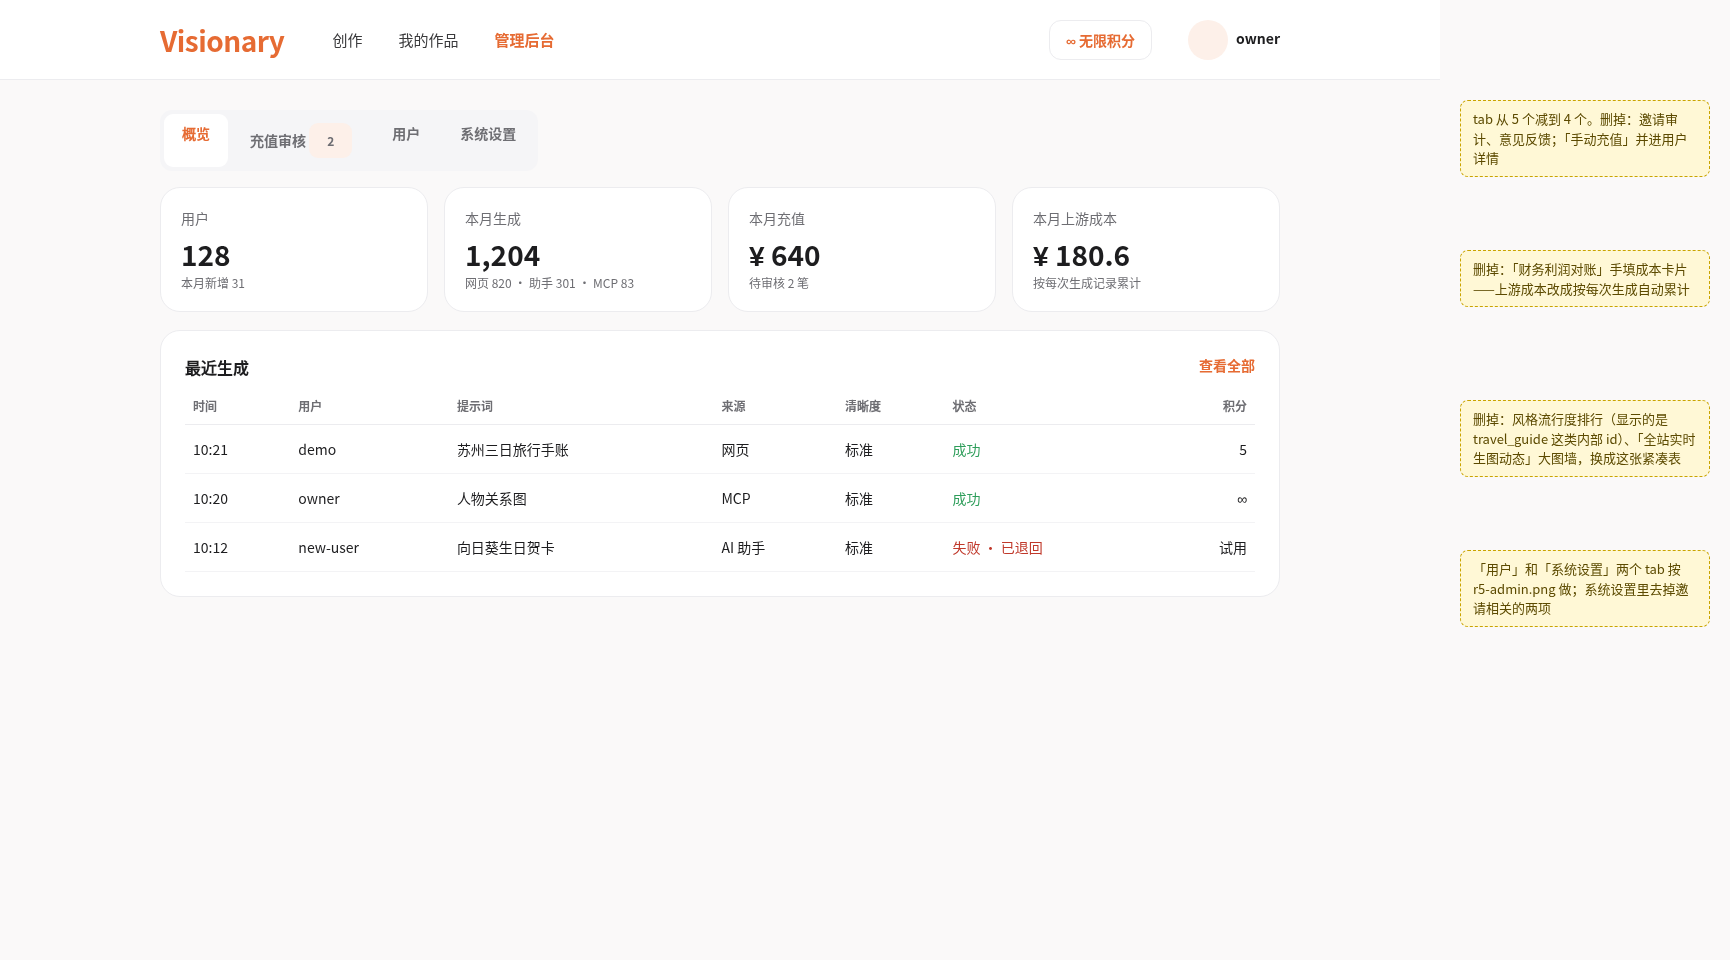 Visionary
创作
我的作品
管理后台
∞ 无限积分
owner
概览
充值审核 2
用户
系统设置
用户
128
本月新增 31
本月生成
1,204
网页 820 · 助手 301 · MCP 83
本月充值
¥ 640
待审核 2 笔
本月上游成本
¥ 180.6
按每次生成记录累计
最近生成
查看全部
时间 用户 提示词 来源 清晰度 状态 积分
10:21 demo 苏州三日旅行手账 网页 标准 成功 5
10:20 owner 人物关系图 MCP 标准 成功 ∞
10:12 new-user 向日葵生日贺卡 AI 助手 标准 失败 · 已退回 试用
tab 从 5 个减到 4 个。删掉：邀请审
计、意见反馈；「手动充值」并进用户
详情
删掉：「财务利润对账」手填成本卡片
——上游成本改成按每次生成自动累计
删掉：风格流行度排行（显示的是
travel_guide 这类内部 id）、「全站实时
生图动态」大图墙，换成这张紧凑表
「用户」和「系统设置」两个 tab 按
r5-admin.png 做；系统设置里去掉邀
请相关的两项